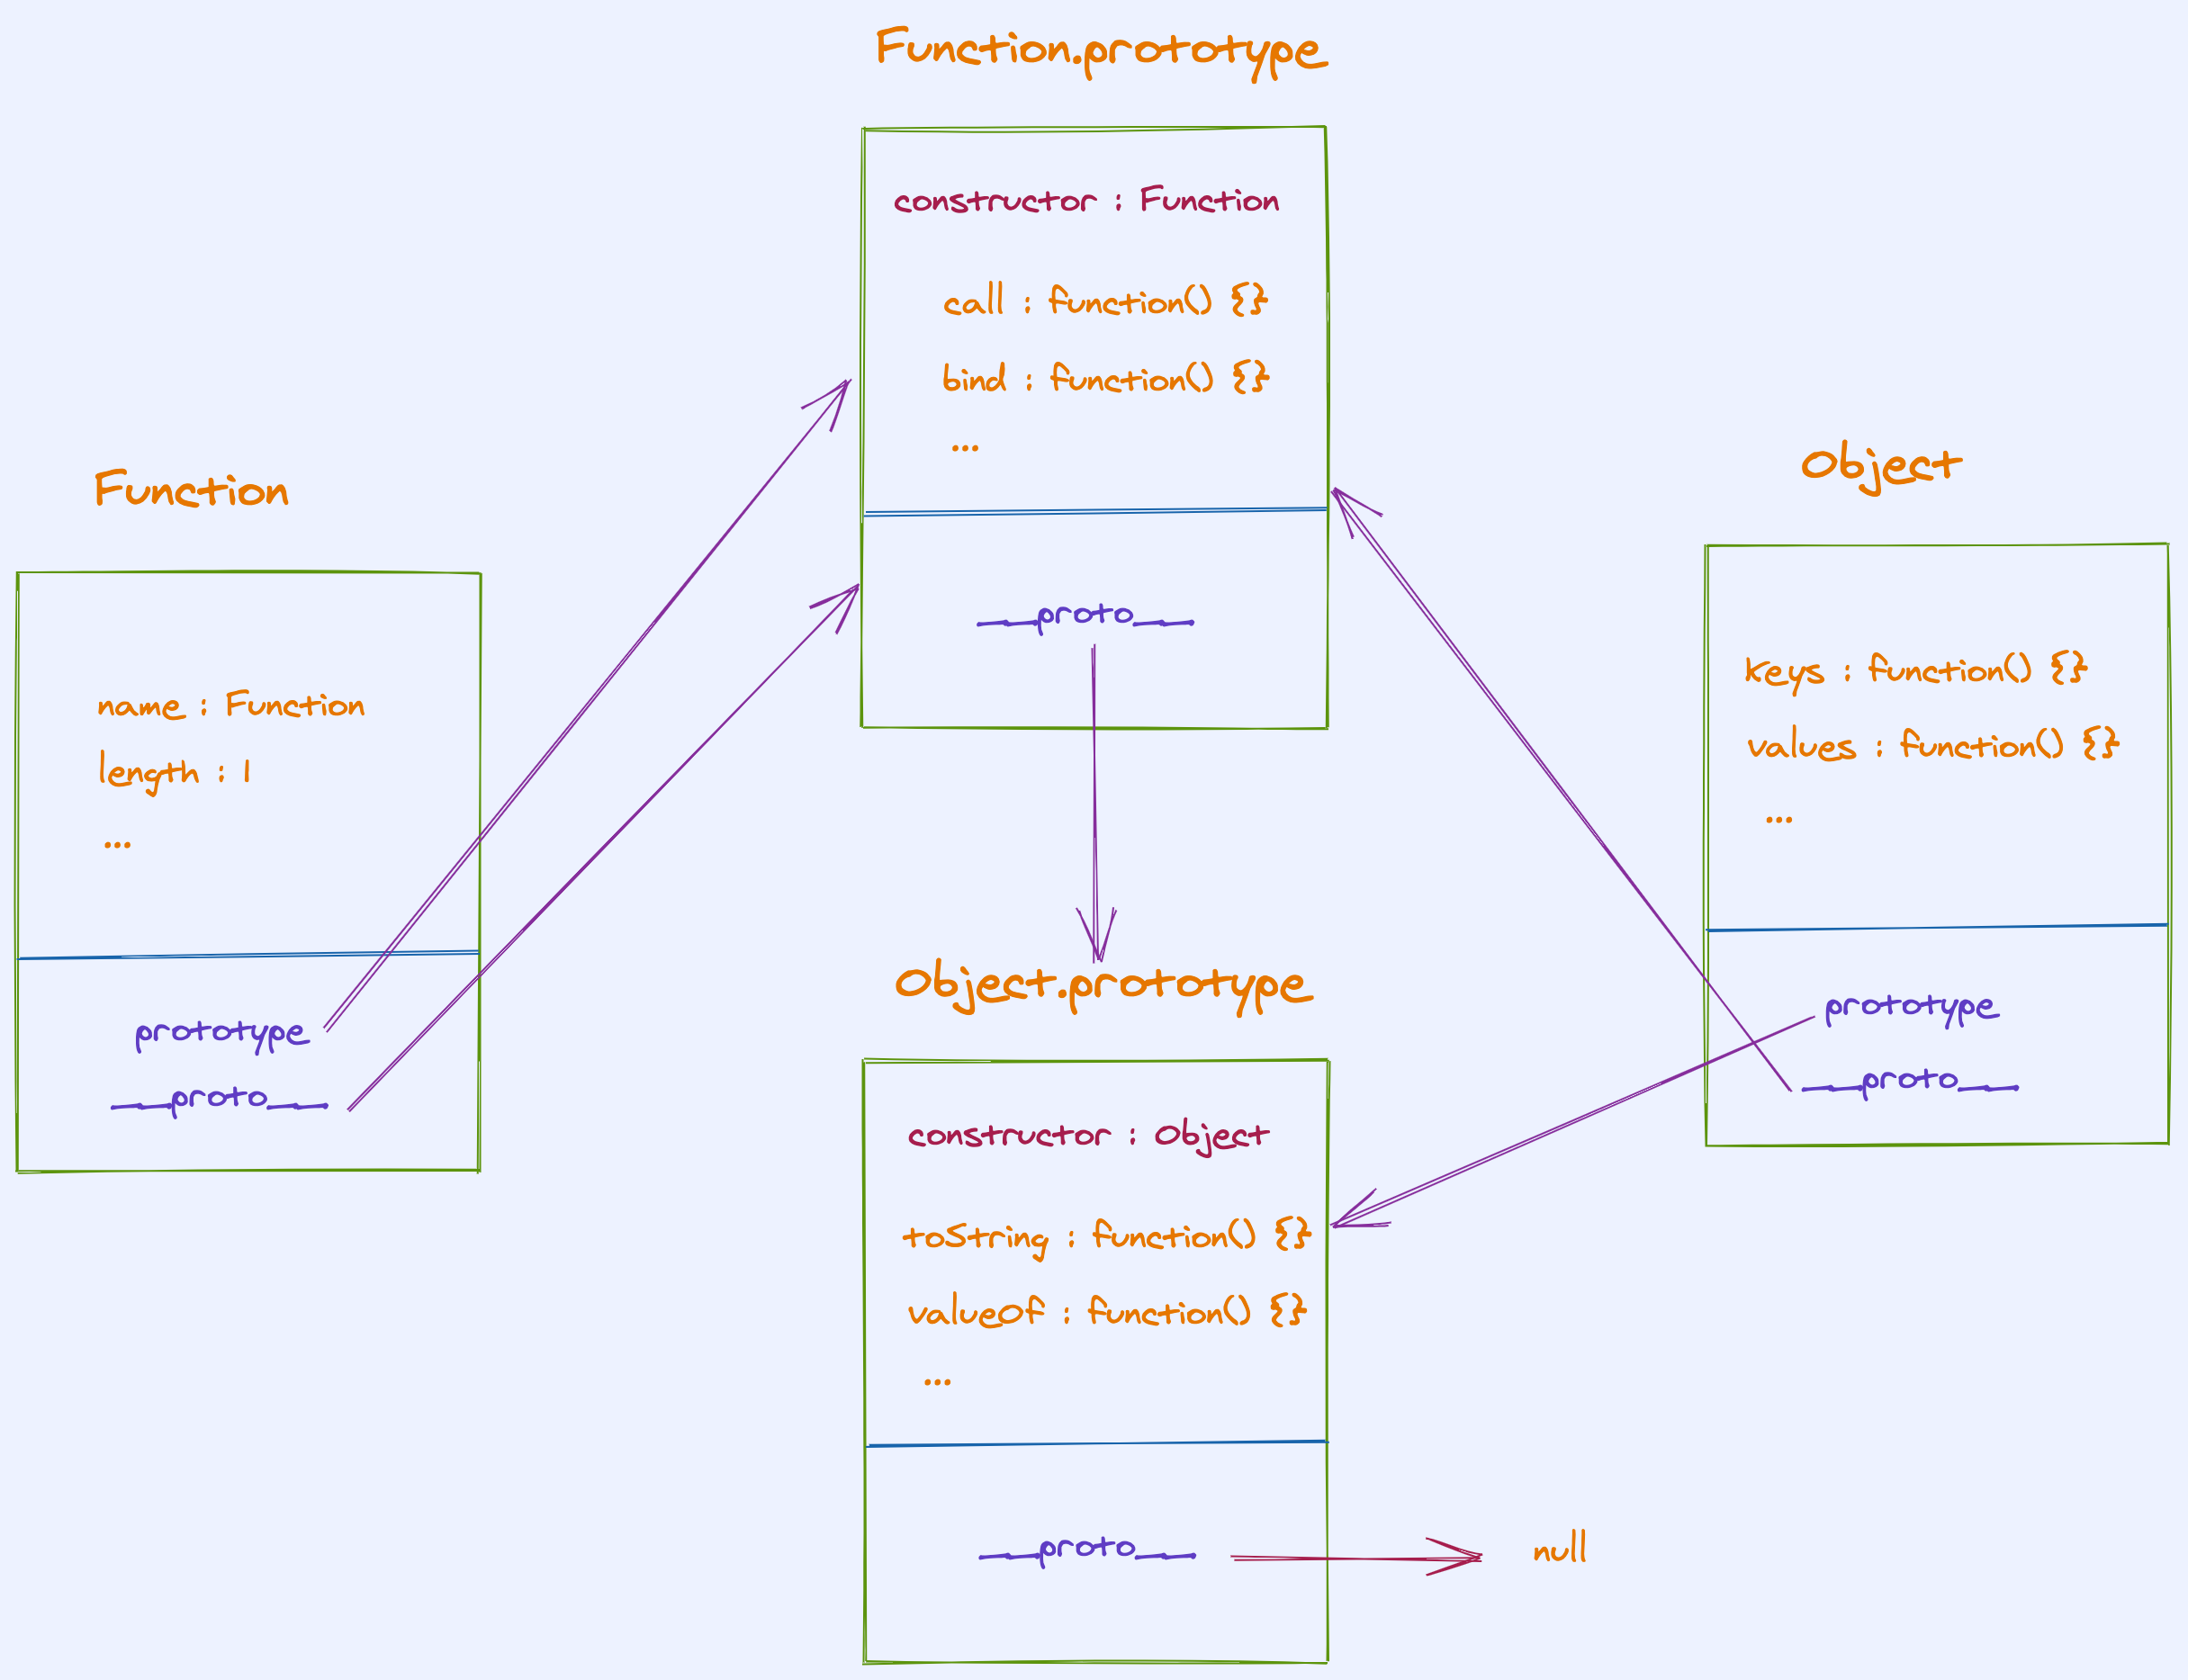 Function.prototype
constructor : Function
call : function() {}
bind : function() {}
...
__proto__
Function
name : Function
length : 1
...
prototype
__proto__
Object
keys : function() {}
values : function() {}
...
prototype
__proto__
Object.prototype
constructor : Object
toString : function() {}
valueOf : function() {}
...
__proto__
null